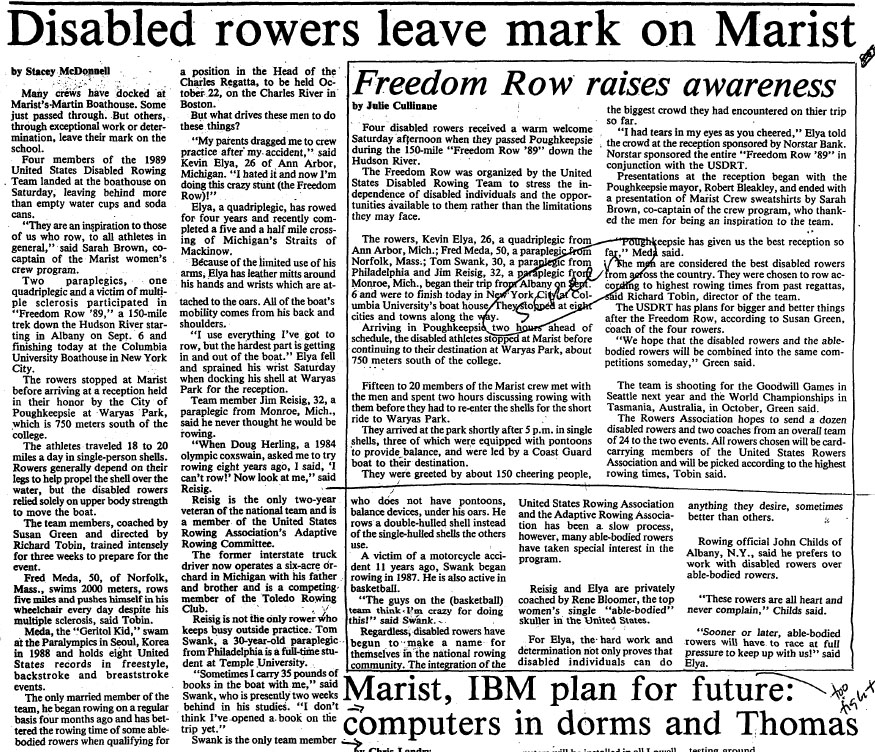 Disabled rowers leave mark on Marist
by Stacey McDonnell
Many crews have docked at
Marist's Martin Boathouse. Some
just passed through. But others,
through exceptional work or deter-
mination, leave their mark on the
school.
Four members of the 1989
United States Disabled Rowing
Team landed at the boathouse on
Saturday, leaving behind more
than empty water cups and soda
cans.
"They are an inspiration to those
of us who row, to all athletes in
general," said Sarah Brown, co-
captain of the Marist women's
crew program.
Two paraplegics, one
quadriplegic and a victim of multi-
ple sclerosis participated in
"Freedom Row '89," a 150-mile
trek down the Hudson River star-
ting in Albany on Sept. 6 and
finishing today at the Columbia
University Boathouse in New York
City.
The rowers stopped at Marist
before arriving at a reception held
in their honor by the City of
Poughkeepsie at Waryas Park,
which is 750 meters south of the
college.
The athletes traveled 18 to 20
miles a day in single-person shells.
Rowers generally depend on their
legs to help propel the shell over the
water, but the disabled rowers
relied solely on upper body strength
to move the boat.
The team members, coached by
Susan Green and directed by
Richard Tobin, trained intensely
for three weeks to prepare for the
event.
Fred Meda, 50, of Norfolk,
Mass., swims 2000 meters, rows
five miles and pushes himself in his
wheelchair every day despite his
multiple sclerosis, said Tobin.
Meda, the "Geritol Kid," swam
at the Paralympics in Seoul, Korea
in 1988 and holds eight United
States records in freestyle,
backstroke and breaststroke
events.
The only married member of the
team, he began rowing on a regular
basis four months ago and has bet-
tered the rowing time of some able-
bodied rowers when qualifying for
a position in the Head of the
Charles Regatta, to be held Oc-
tober 22, on the Charles River in
Boston.
But what drives these men to do
these things?
"My parents dragged me to crew
practice after my accident," said
Kevin Elya, 26 of Ann Arbor,
Michigan. "I hated it and now I'm
doing this crazy stunt (the Freedom
Row)!"
Elya, a quadriplegic, has rowed
for four years and recently com-
pleted a five and a half mile cross-
ing of Michigan's Straits of
Mackinow.
Because of the limited use of his
arms, Elya has leather mitts around
his hands and wrists which are at-
tached to the oars. All of the boat's
mobility comes from his back and
shoulders.
"I use everything I've got to
row, but the hardest part is getting
in and out of the boat." Elya fell
and sprained his wrist Saturday
when docking his shell at Waryas
Park for the reception.
Team member Jim Reisig, 32, a
paraplegic from Monroe, Mich.,
said he never thought he would be
rowing.
"When Doug Herling, a 1984
olympic coxswain, asked me to try
rowing eight years ago, I said, 'I
can't row!' Now look at me," said
Reisig.
Reisig is the only two-year
veteran of the national team and is
a member of the United States
Rowing Association's Adaptive
Rowing Committee.
The former interstate truck
driver now operates a six-acre or-
chard in Michigan with his father
and brother and is a competing
member of the Toledo Rowing
Club.
Reisig is not the only rower who
keeps busy outside practice. Tom
Swank, a 30-year-old paraplegic
from Philadelphia is a full-time stu-
dent at Temple University.
"Sometimes I carry 35 pounds of
books in the boat with me," said
Swank, who is presently two weeks
behind in his studies. "I don't
think I've opened a book on the
trip yet."
Swank is the only team member
who does not have pontoons,
balance devices, under his oars. He
rows a double-hulled shell instead
of the single-hulled shells the others
use.
A victim of a motorcycle acci-
dent 11 years ago, Swank began
rowing in 1987. He is also active in
basketball.
"The guys on the (basketball)
team think I'm crazy for doing
this!" said Swank.
Regardless, disabled rowers have
begun to make a name for
themselves in the national rowing
community. The integration of the
United States Rowing Association
and the Adaptive Rowing Associa-
tion has been a slow process,
however, many able-bodied rowers
have taken special interest in the
program.
Reisig and Elya are privately
coached by Rene Bloomer, the top
women's single "able-bodied"
skuller in the United States.
For Elya, the hard work and
determination not only proves that
disabled individuals can do
anything they desire, sometimes
better than others.
Rowing official John Childs of
Albany, N.Y., said he prefers to
work with disabled rowers over
able-bodied rowers.
"These rowers are all heart and
never complain," Childs said.
"Sooner or later, able-bodied
rowers will have to race at full
pressure to keep up with us!" said
Elya.
Freedom Row raises awareness
by Julie Cullinane
Four disabled rowers received a warm welcome
Saturday afternoon when they passed Poughkeepsie
during the 150-mile "Freedom Row '89" down the
Hudson River.
The Freedom Row was organized by the United
States Disabled Rowing Team to stress the in-
dependence of disabled individuals and the oppor-
tunities available to them rather than the limitations
they may face.
The rowers, Kevin Elya, 26, a quadriplegic from
Ann Arbor, Mich.; Fred Meda, 50, a paraplegic from
Norfolk, Mass.; Tom Swank, 30, a paraplegic from
Philadelphia and Jim Reisig, 32, a paraplegic from
Monroe, Mich., began their trip from Albany on Sept.
6 and were to finish today in New York City at Col-
umbia University's boat house. They stopped at eight
cities and towns along the way.
Arriving in Poughkeepsie two hours ahead of
schedule, the disabled athletes stopped at Marist before
continuing to their destination at Waryas Park, about
750 meters south of the college.
Fifteen to 20 members of the Marist crew met with
the men and spent two hours discussing rowing with
them before they had to re-enter the shells for the short
ride to Waryas Park.
They arrived at the park shortly after 5 p.m. in single
shells, three of which were equipped with pontoons
to provide balance, and were led by a Coast Guard
boat to their destination.
They were greeted by about 150 cheering people,
the biggest crowd they had encountered on thier trip
so far.
"I had tears in my eyes as you cheered," Elya told
the crowd at the reception sponsored by Norstar Bank.
Norstar sponsored the entire "Freedom Row '89" in
conjunction with the USDRT.
Presentations at the reception began with the
Poughkeepsie mayor, Robert Bleakley, and ended with
a presentation of Marist Crew sweatshirts by Sarah
Brown, co-captain of the crew program, who thank-
ed the men for being an inspiration to the team.
"Poughkeepsie has given us the best reception so
far," Meda said.
The men are considered the best disabled rowers
from across the country. They were chosen to row ac-
cording to highest rowing times from past regattas,
said Richard Tobin, director of the team.
The USDRT has plans for bigger and better things
after the Freedom Row, according to Susan Green,
coach of the four rowers.
"We hope that the disabled rowers and the able-
bodied rowers will be combined into the same com-
petitions someday," Green said.
The team is shooting for the Goodwill Games in
Seattle next year and the World Championships in
Tasmania, Australia, in October, Green said.
The Rowers Association hopes to send a dozen
disabled rowers and two coaches from an overall team
of 24 to the two events. All rowers chosen will be card-
carrying members of the United States Rowers
Association and will be picked according to the highest
rowing times, Tobin said.
Marist, IBM plan for future:
computers in dorms and Thomas
too